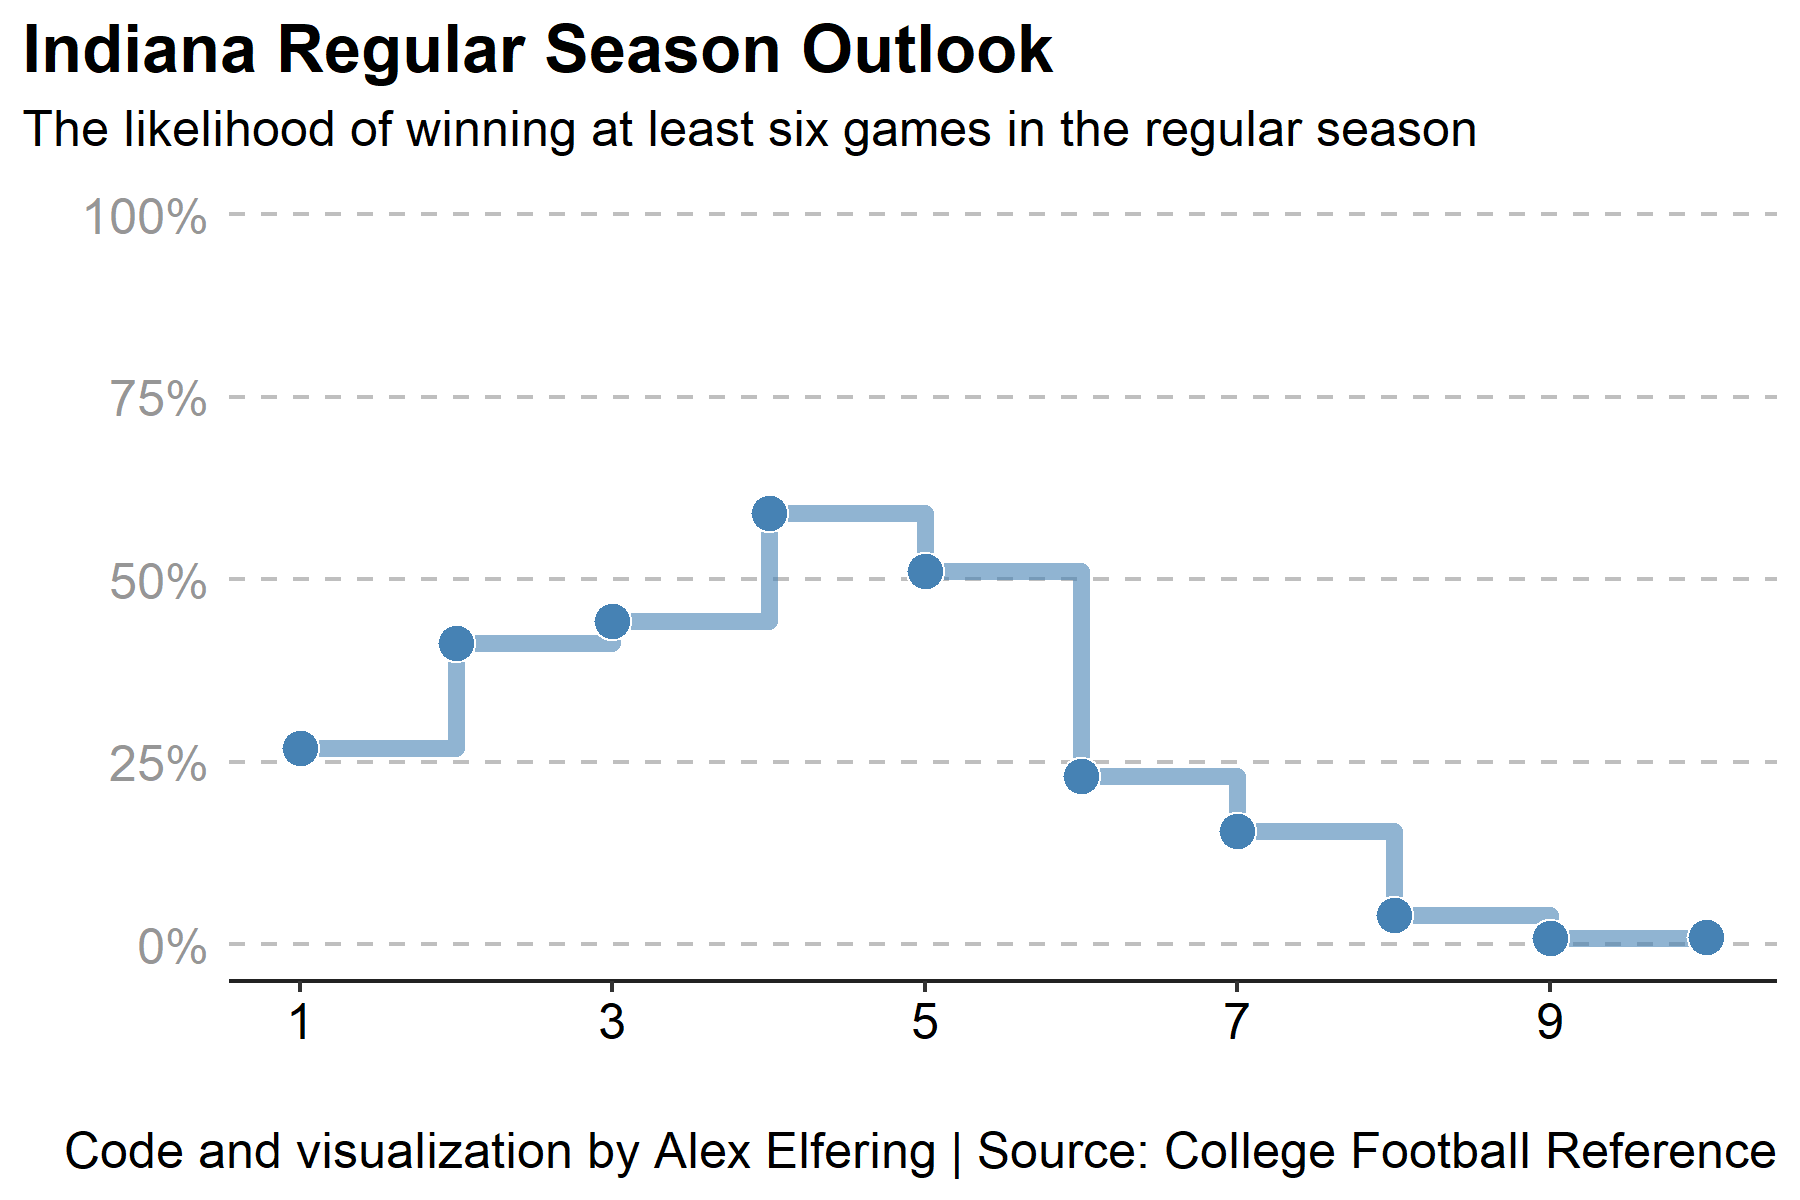 Indiana Regular Season Outlook
The likelihood of winning at least six games in the regular season
100%
75%
50%
25%
0%
1 3 5 7 9
Code and visualization by Alex Elfering | Source: College Football Reference